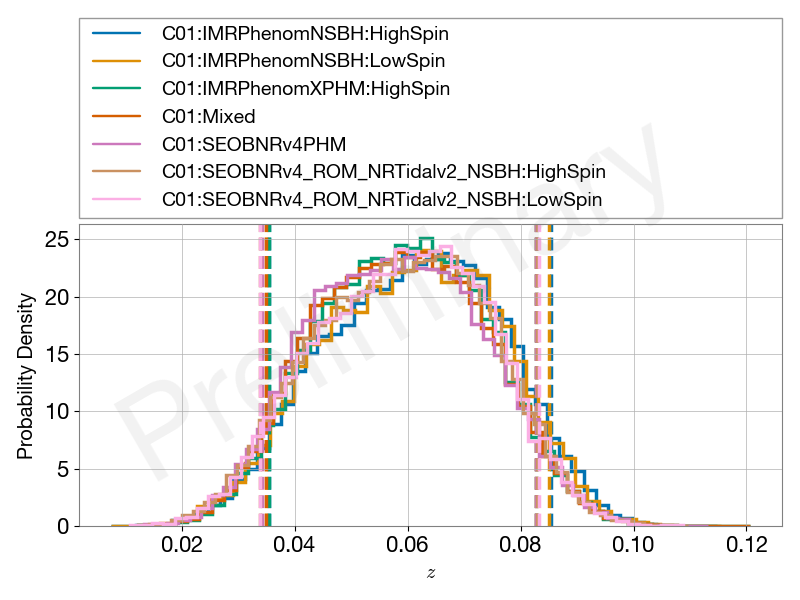 C01:IMRPhenomNSBH:HighSpin
C01:IMRPhenomNSBH:LowSpin
C01:IMRPhenomXPHM:HighSpin
C01:Mixed
C01:SEOBNRv4PHM
C01:SEOBNRv4_ROM_NRTidalv2_NSBH:HighSpin
C01:SEOBNRv4_ROM_NRTidalv2_NSBH:LowSpin
Preliminary
Probability Density
25
20
15
10
5
0
0.02 0.04 0.06 0.08 0.10 0.12
z